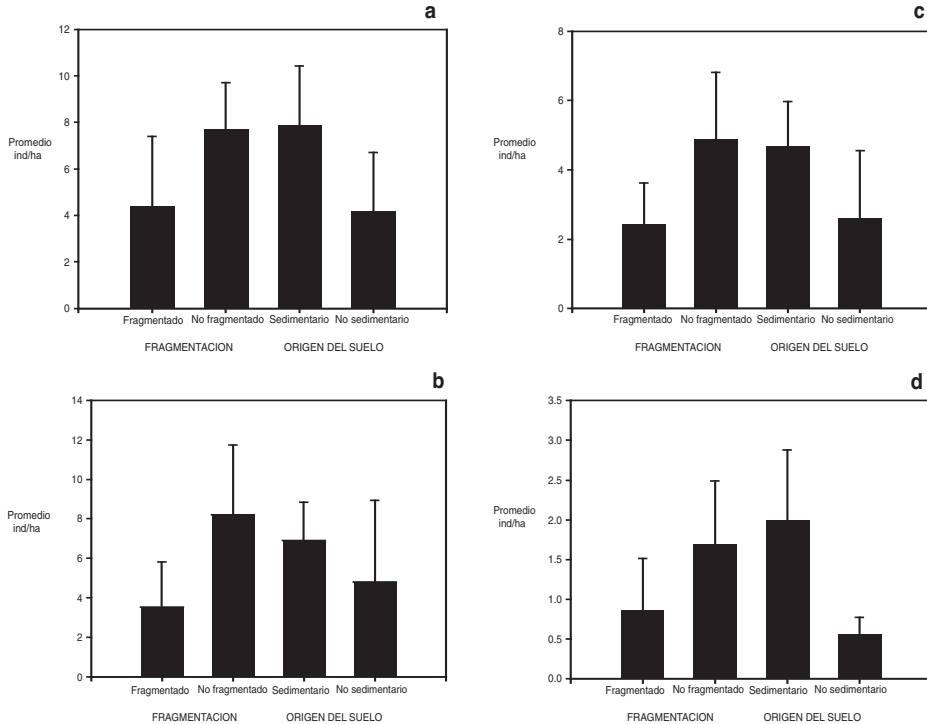 a
12
10
8
Promedio
ind/ha
6
4
2
0
Fragmentado No fragmentado Sedimentario No sedimentario
FRAGMENTACION ORIGEN DEL SUELO
c
8
6
Promedio
ind/ha
4
2
0
Fragmentado No fragmentado Sedimentario No sedimentario
FRAGMENTACION ORIGEN DEL SUELO
b
14
12
10
8
Promedio
ind/ha
6
4
2
0
Fragmentado No fragmentado Sedimentario No sedimentario
FRAGMENTACION ORIGEN DEL SUELO
d
3.5
3.0
2.5
2.0
Promedio
ind/ha
1.5
1.0
0.5
0.0
Fragmentado No fragmentado Sedimentario No sedimentario
FRAGMENTACION ORIGEN DEL SUELO